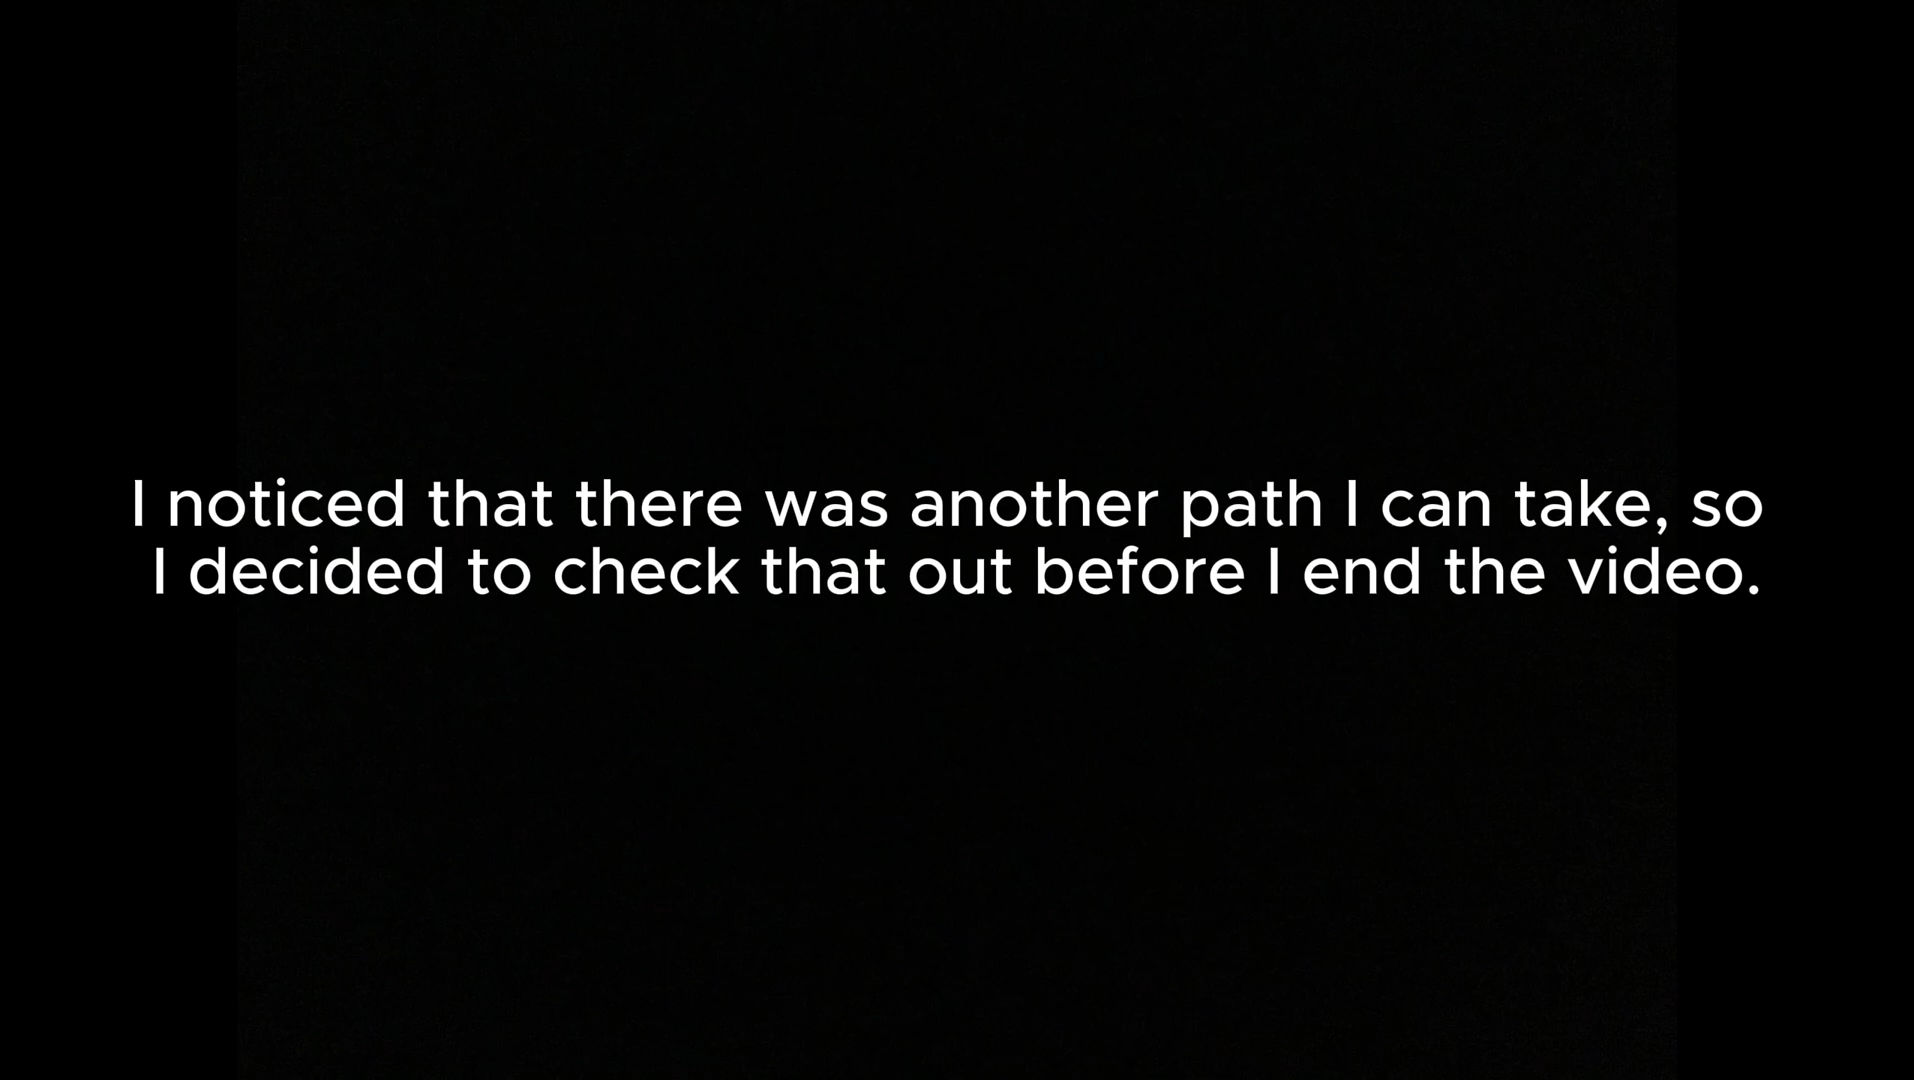 I noticed that there was another path I can take, so
I decided to check that out before I end the video.